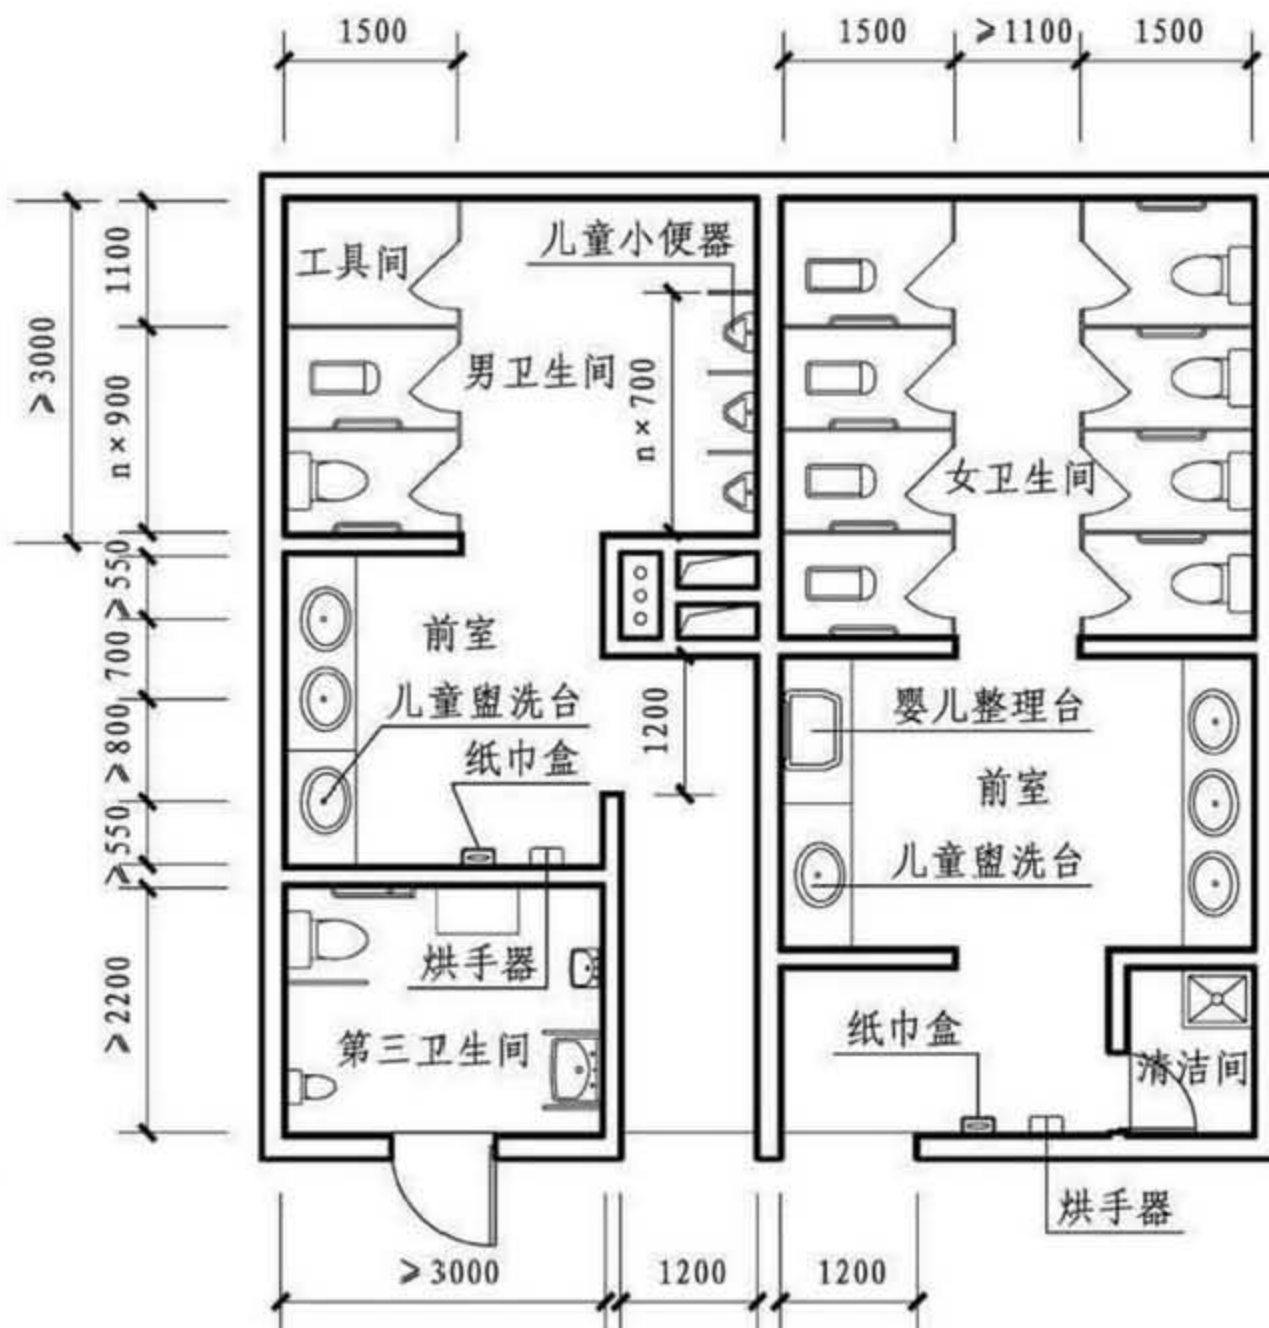 1500
1500
≥1100
1500
1100
≥3000
n×900
≥550
700
≥800
≥550
≥2200
工具间
儿童小便器
男卫生间
n×700
女卫生间
前室
儿童盥洗台
纸巾盒
1200
婴儿整理台
前室
儿童盥洗台
烘手器
第三卫生间
纸巾盒
清洁间
烘手器
≥3000
1200
1200